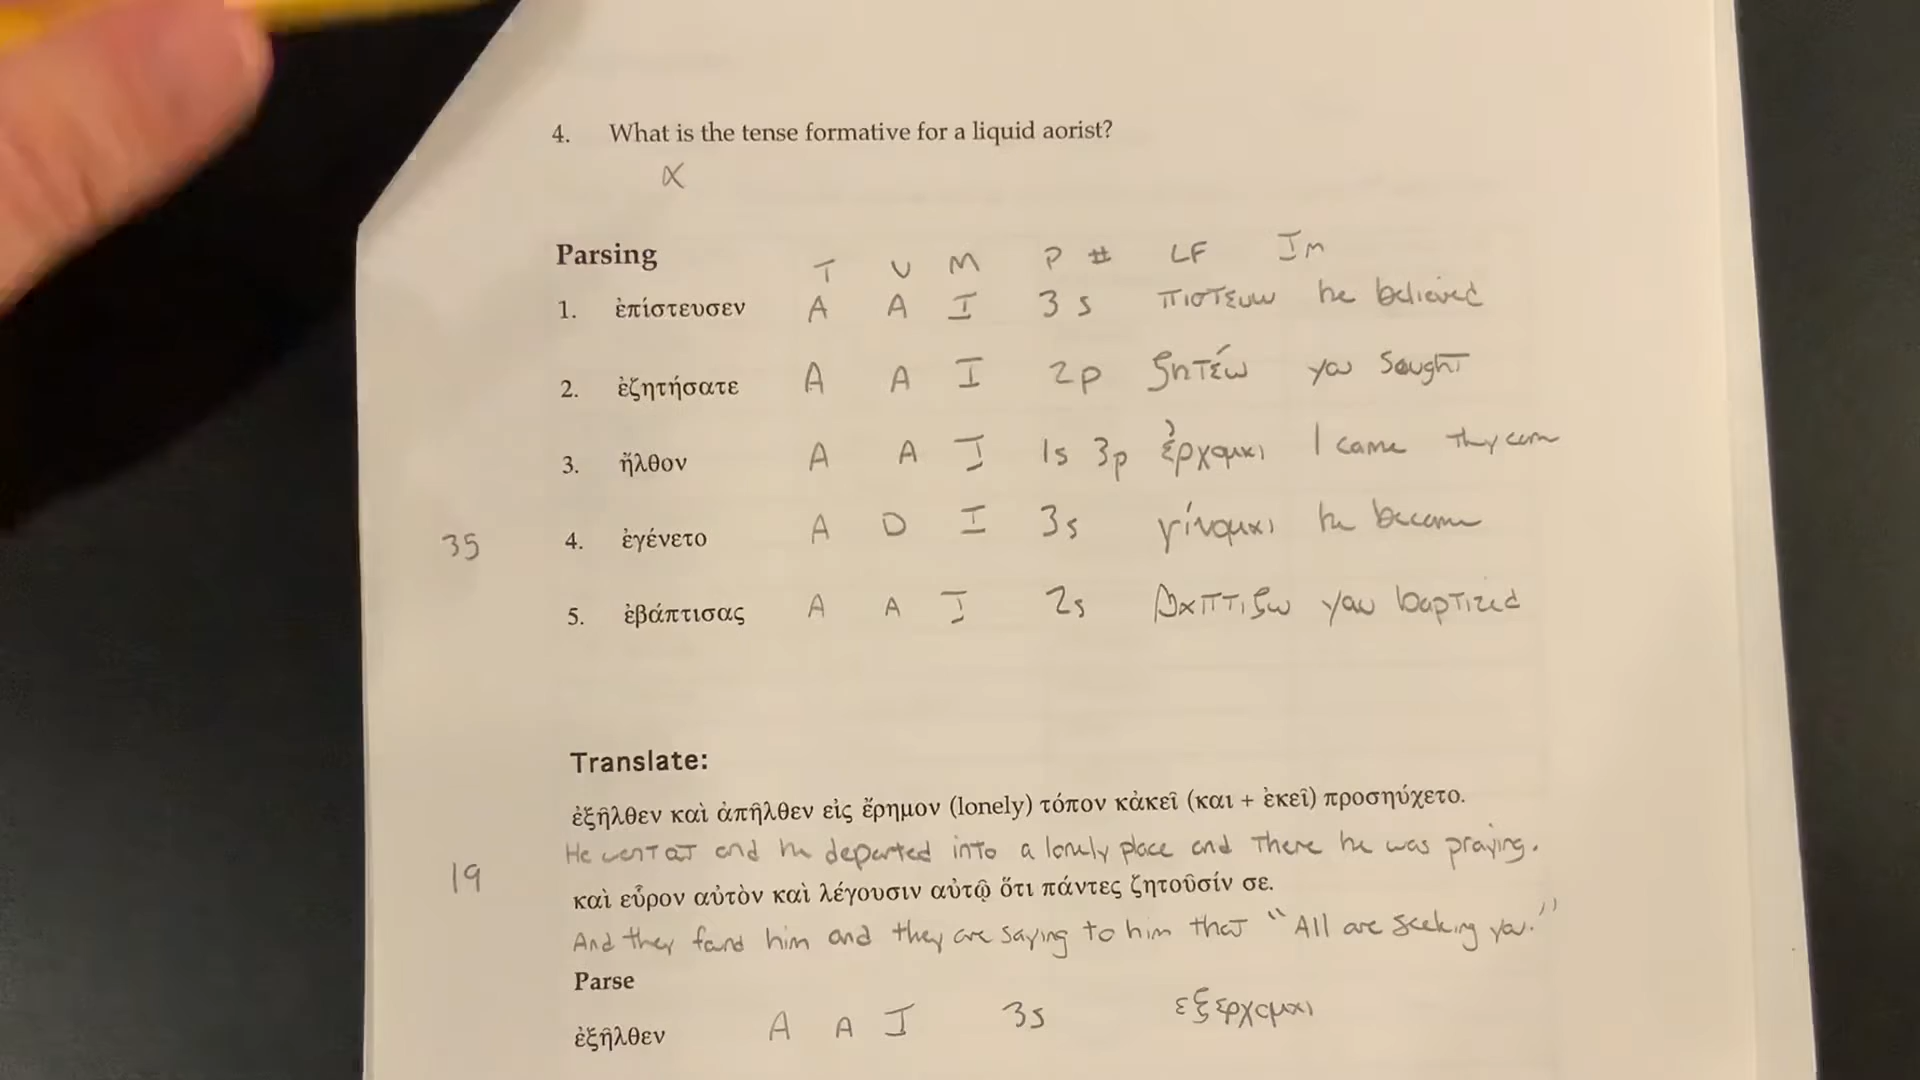 4. What is the tense formative for a liquid aorist?
α
Parsing T V M P # LF Im
1. ἐπίστευσεν A A I 3 s πιστευω he believed
2. ἐζητήσατε A A I 2p ζητέω you sought
3. ἤλθον A A I 1s 3p ἐρχομαι I came They came
35 4. ἐγένετο A D I 3s γίνομαι he became
5. ἐβάπτισας A A I 2s βαπτιζω you baptized
Translate:
ἐξῆλθεν καὶ ἀπῆλθεν εἰς ἔρημον (lonely) τόπον κἀκεῖ (και + ἐκεῖ) προσηύχετο.
He went out and he departed into a lonely place and There he was praying.
19
καὶ εὗρον αὐτὸν καὶ λέγουσιν αὐτῷ ὅτι πάντες ζητοῦσίν σε.
And they found him and they are saying to him that "All are seeking you."
Parse
ἐξῆλθεν A A I 3s εξερχομαι